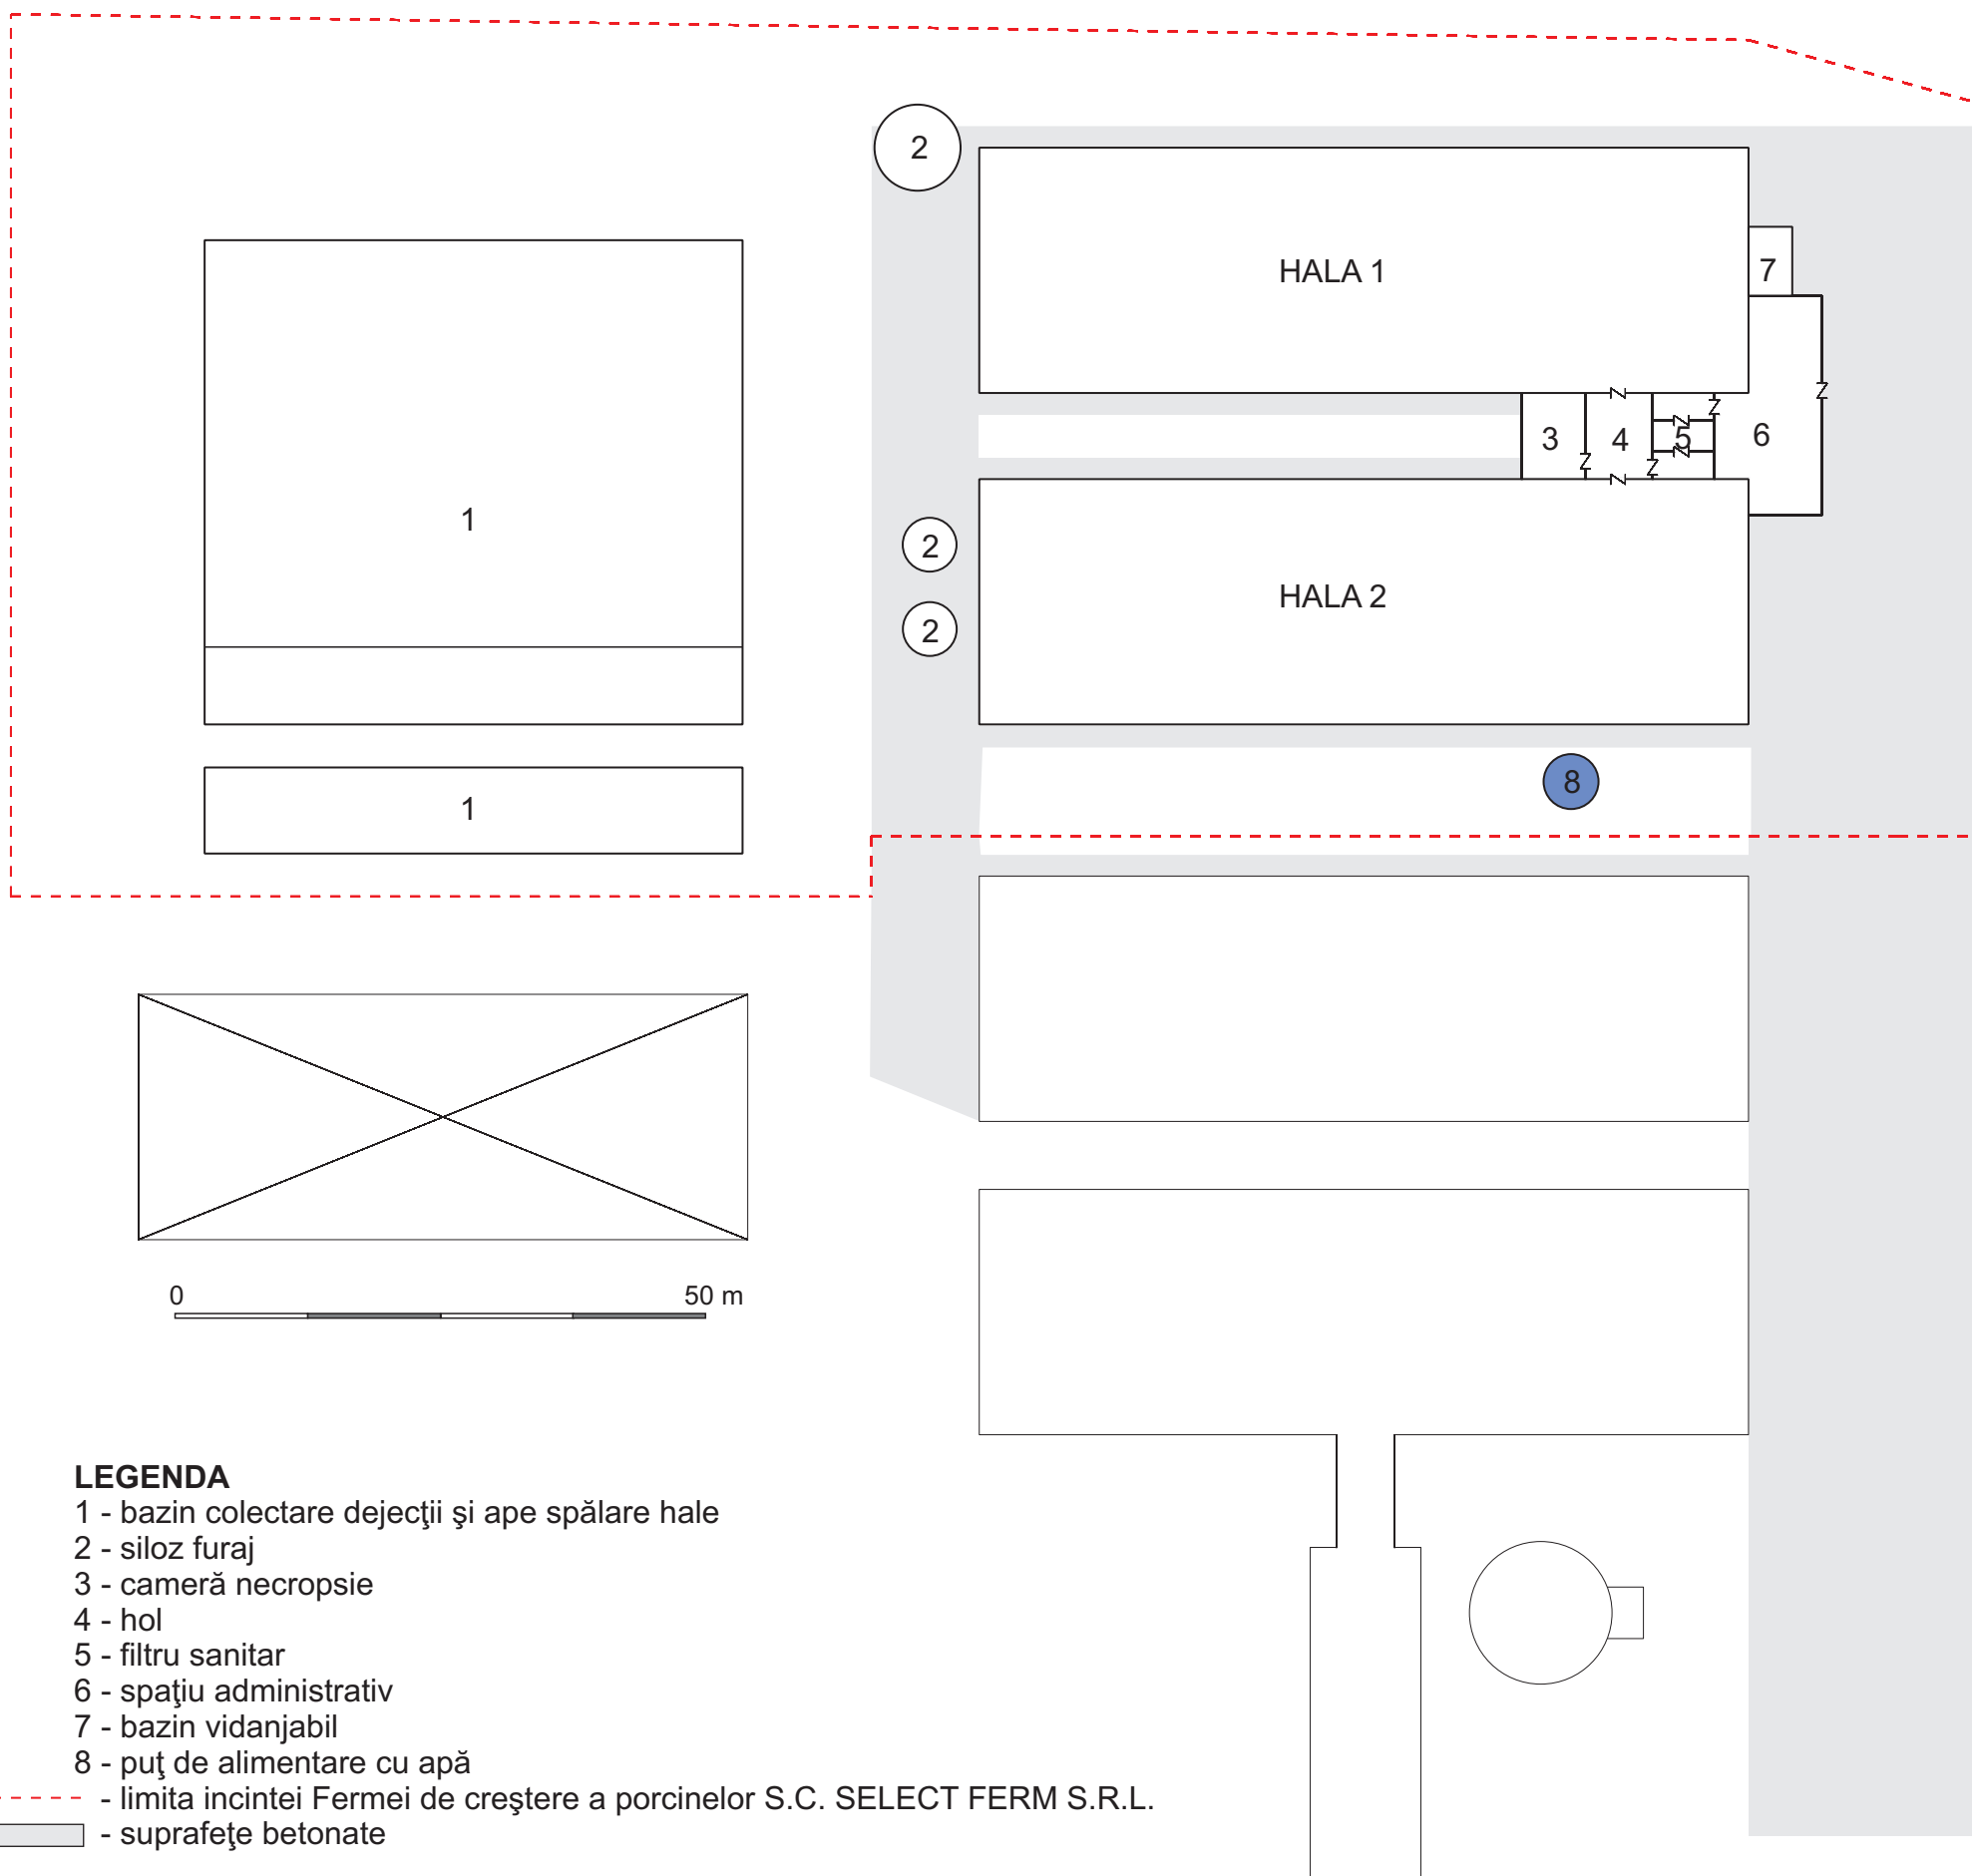 2
HALA 1
7
3
4
5
6
1
2
HALA 2
2
8
1
0 50 m
LEGENDA
1 - bazin colectare dejecţii şi ape spălare hale
2 - siloz furaj
3 - cameră necropsie
4 - hol
5 - filtru sanitar
6 - spaţiu administrativ
7 - bazin vidanjabil
8 - puţ de alimentare cu apă
- limita incintei Fermei de creştere a porcinelor S.C. SELECT FERM S.R.L.
- suprafeţe betonate